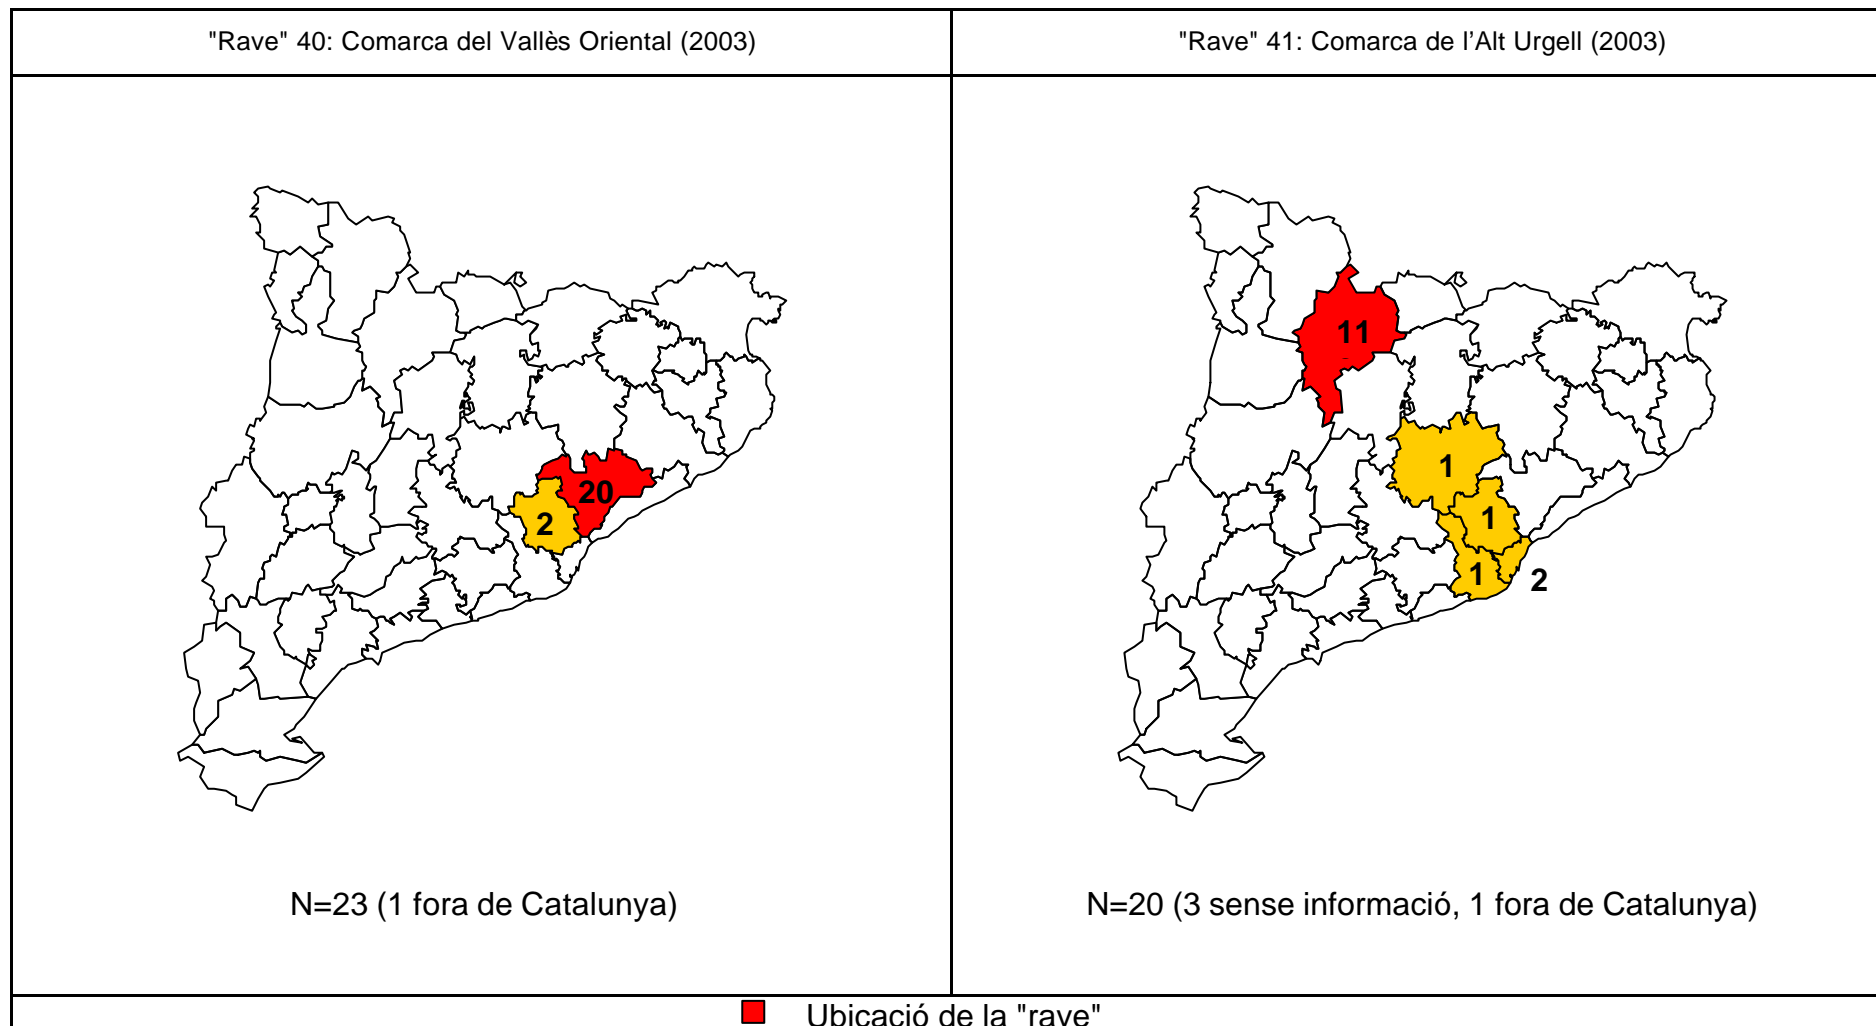 "Rave" 40: Comarca del Vallès Oriental (2003)
20
2
N=23 (1 fora de Catalunya)
"Rave" 41: Comarca de l'Alt Urgell (2003)
11
1
1
1
2
N=20 (3 sense informació, 1 fora de Catalunya)
Ubicació de la "rave"